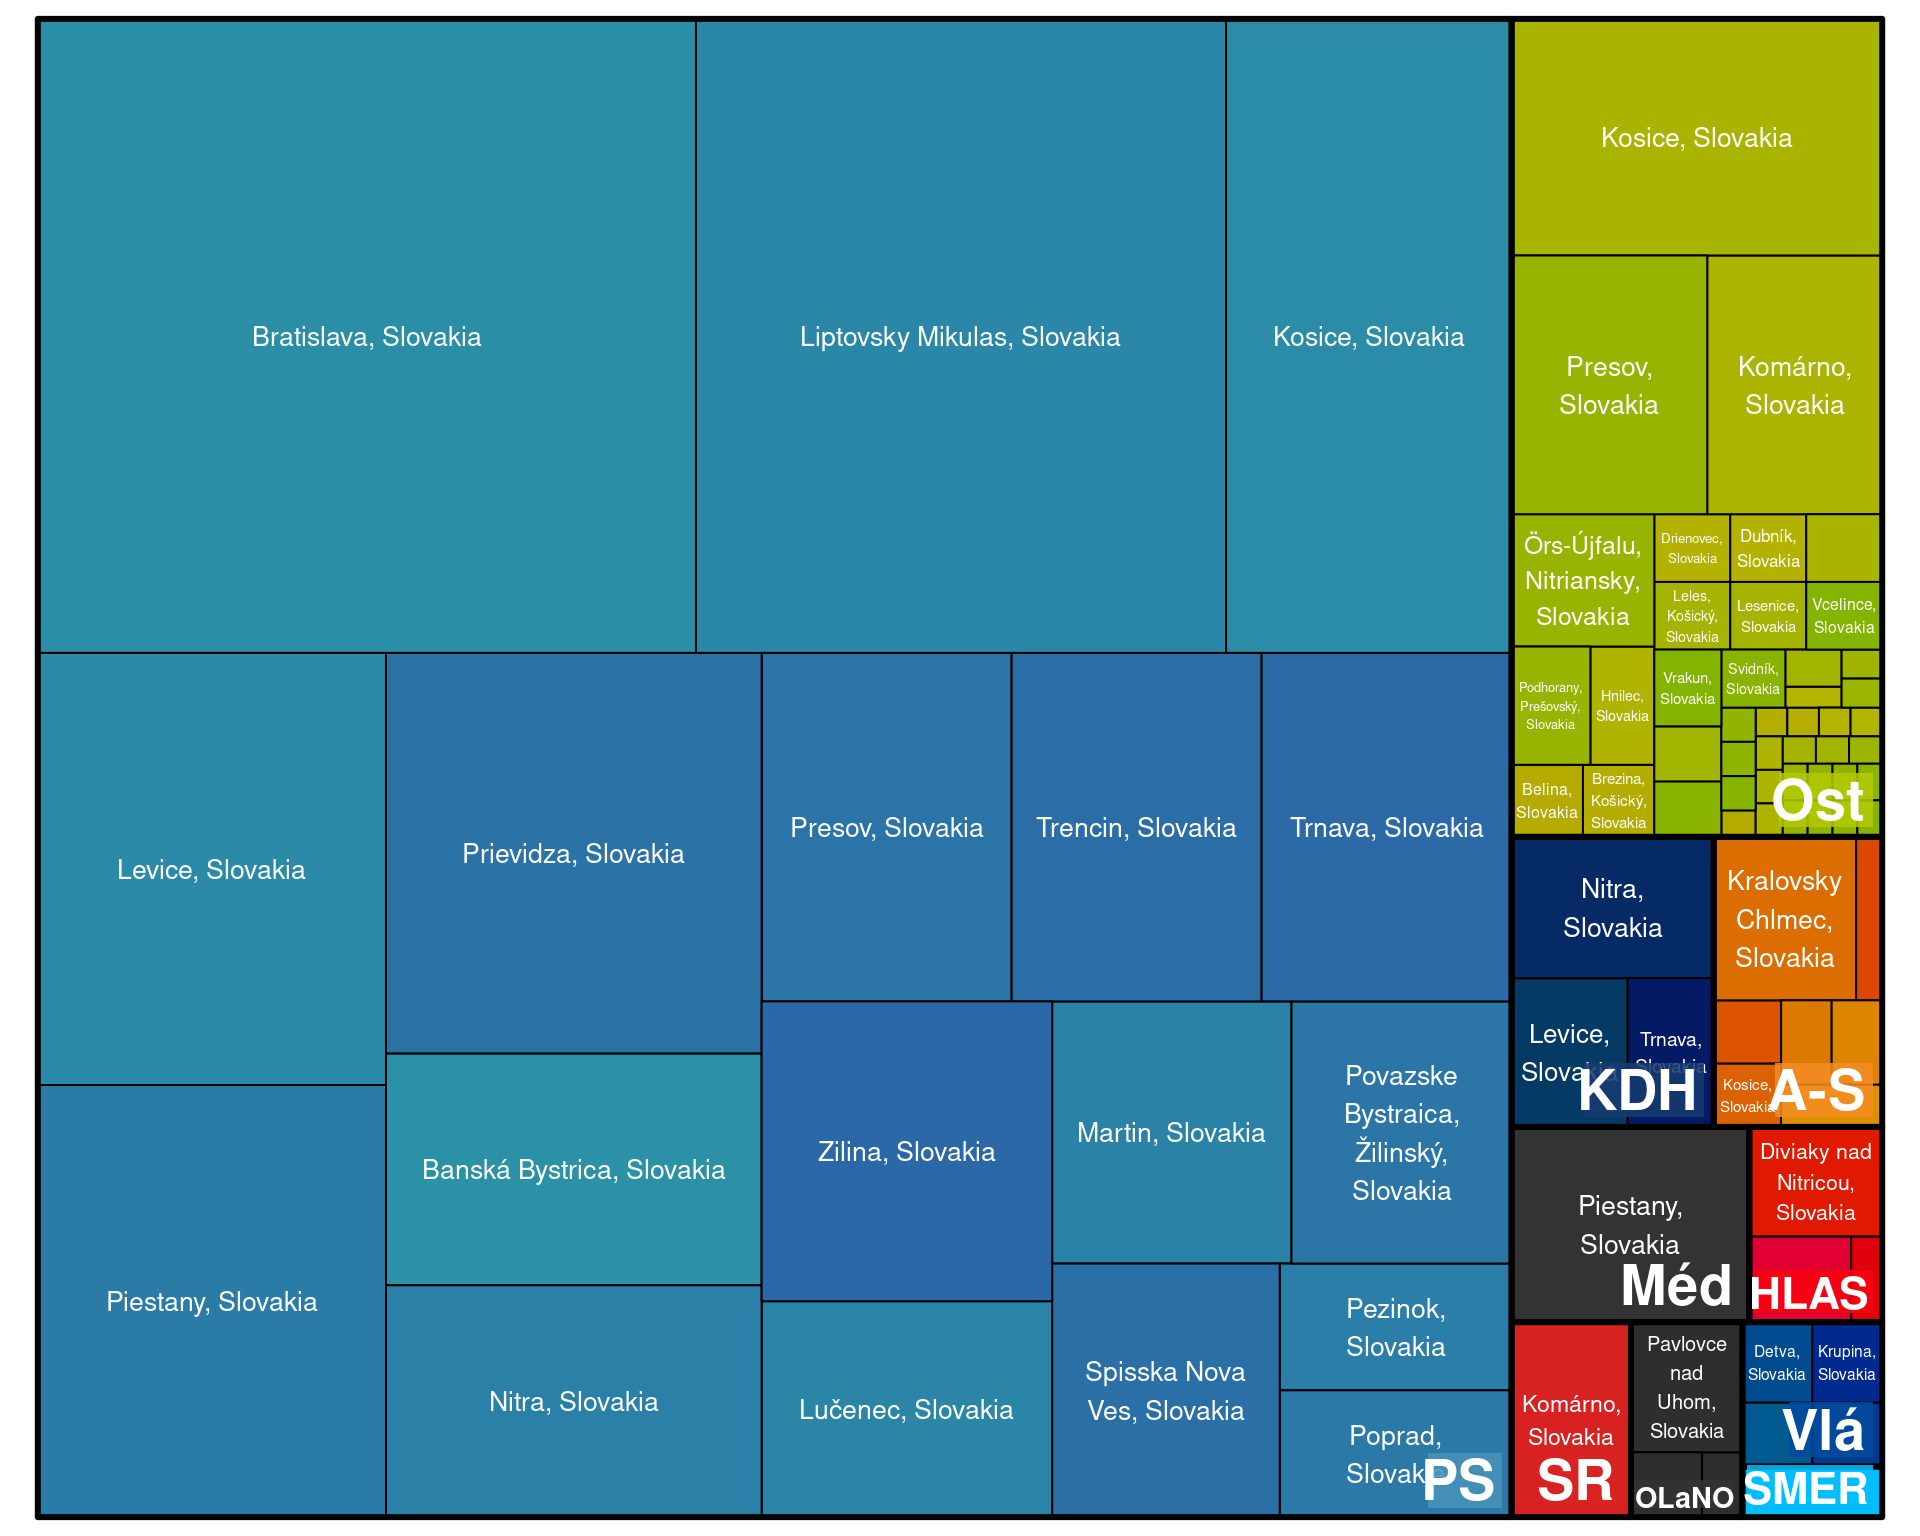 Bratislava, Slovakia
Liptovsky Mikulas, Slovakia
Kosice, Slovakia
Levice, Slovakia
Piestany, Slovakia
Prievidza, Slovakia
Banská Bystrica, Slovakia
Nitra, Slovakia
Presov, Slovakia
Trencin, Slovakia
Trnava, Slovakia
Zilina, Slovakia
Lučenec, Slovakia
Martin, Slovakia
Povazske
Bystraica,
Žilinský,
Slovakia
Spisska Nova
Ves, Slovakia
Pezinok,
Slovakia
Poprad,
Slovakia
PS
Kosice, Slovakia
Presov,
Slovakia
Komárno,
Slovakia
Örs-Újfalu,
Nitriansky,
Slovakia
Drienovec,
Slovakia
Dubník,
Slovakia
Leles,
Košický,
Slovakia
Lesenice,
Slovakia
Vcelince,
Slovakia
Podhorany,
Prešovský,
Slovakia
Hnilec,
Slovakia
Vrakun,
Slovakia
Svidník,
Slovakia
Belina,
Slovakia
Brezina,
Košický,
Slovakia
Ost
Nitra,
Slovakia
Levice,
Slovakia
Trnava,
Slovakia
KDH
Kralovsky
Chlmec,
Slovakia
Kosice,
Slovakia
A-S
Piestany,
Slovakia
Méd
Diviaky nad
Nitricou,
Slovakia
HLAS
Komárno,
Slovakia
SR
Pavlovce
nad
Uhom,
Slovakia
OLaNO
Detva,
Slovakia
Krupina,
Slovakia
Vlá
SMER